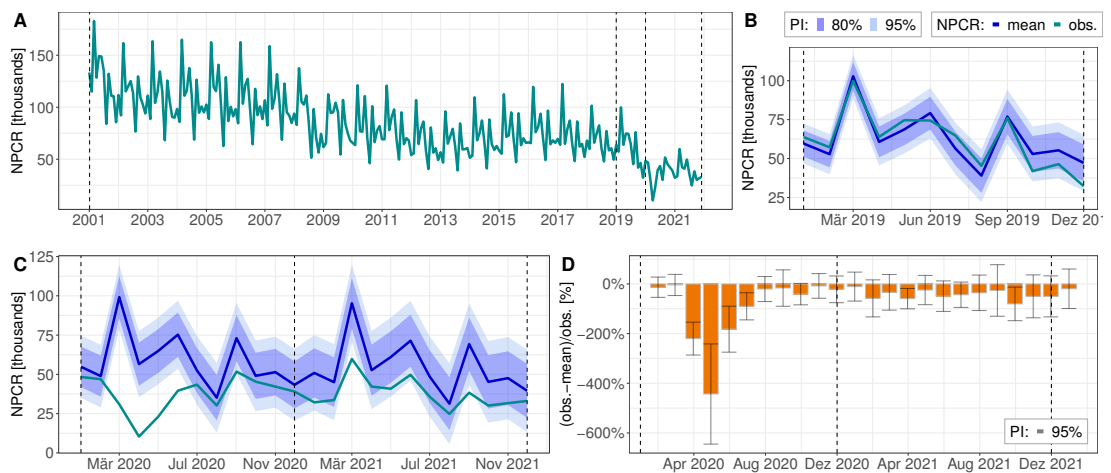 A
NPCR [thousands]
150
100
50
2001 2003 2005 2007 2009 2011 2013 2015 2017 2019 2021
PI: 80% 95%
NPCR: mean obs.
B
NPCR [thousands]
100
75
50
25
Mär 2019 Jun 2019 Sep 2019 Dez 201
C
NPCR [thousands]
125
100
75
50
25
0
Mär 2020 Jul 2020 Nov 2020 Mär 2021 Jul 2021 Nov 2021
D
(obs.−mean)/obs. [%]
0%
−200%
−400%
−600%
PI: 95%
Apr 2020 Aug 2020 Dez 2020 Apr 2021 Aug 2021 Dez 2021